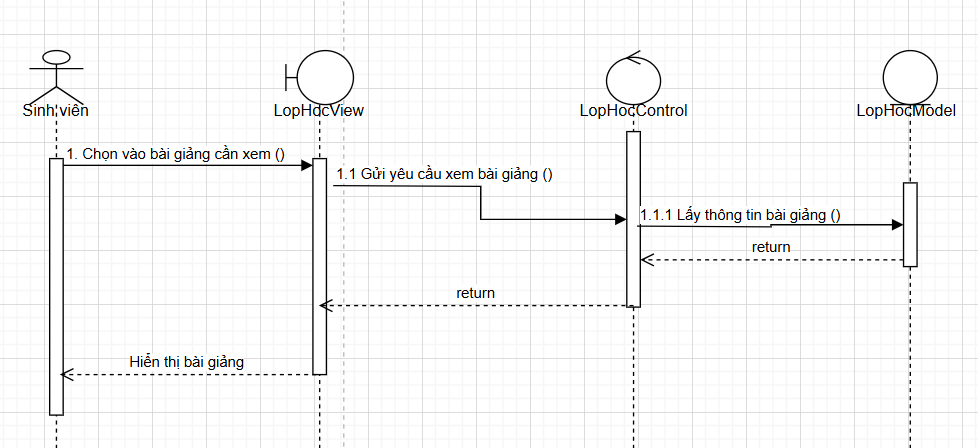 Sinh viên
LopHocView
LopHocControl
LopHocModel
1. Chọn vào bài giảng cần xem ()
1.1 Gửi yêu cầu xem bài giảng ()
1.1.1 Lấy thông tin bài giảng ()
return
return
Hiển thị bài giảng